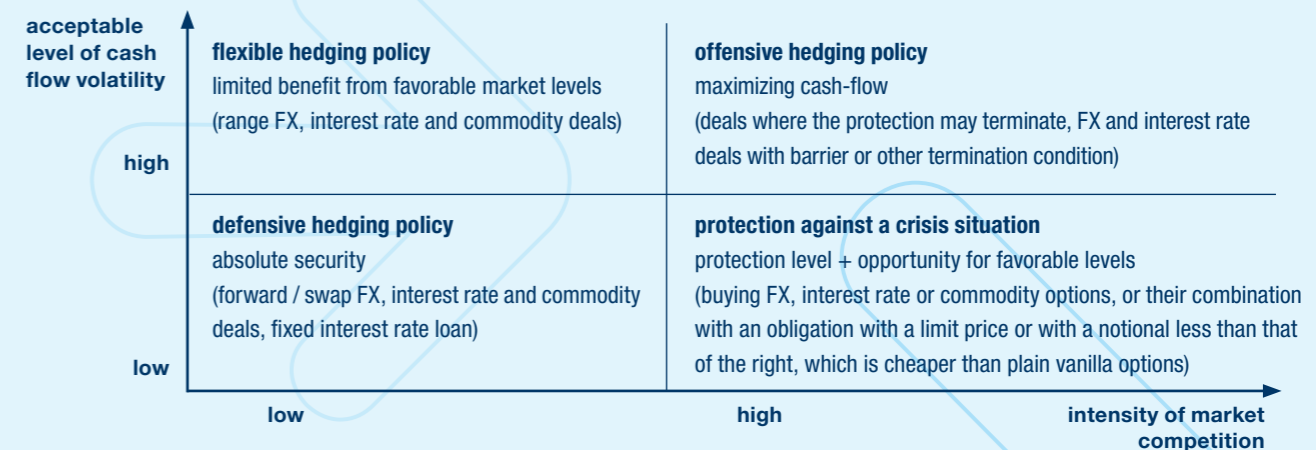 acceptable
level of cash
flow volatility
flexible hedging policy
limited benefit from favorable market levels
(range FX, interest rate and commodity deals)
offensive hedging policy
maximizing cash-flow
(deals where the protection may terminate, FX and interest rate
deals with barrier or other termination condition)
high
defensive hedging policy
absolute security
(forward / swap FX, interest rate and commodity
deals, fixed interest rate loan)
protection against a crisis situation
protection level + opportunity for favorable levels
(buying FX, interest rate or commodity options, or their combination
with an obligation with a limit price or with a notional less than that
of the right, which is cheaper than plain vanilla options)
low
low
high
intensity of market
competition